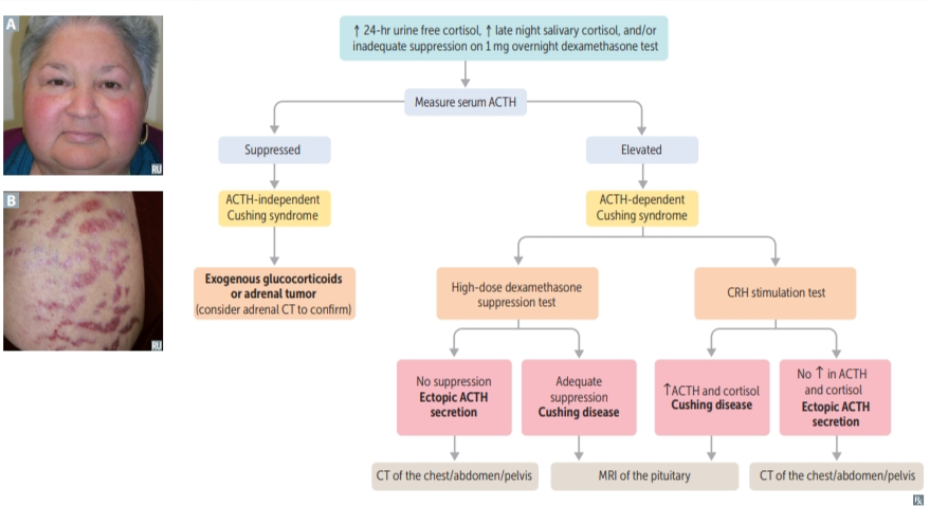 A
B
↑ 24-hr urine free cortisol, ↑ late night salivary cortisol, and/or
inadequate suppression on 1 mg overnight dexamethasone test
Measure serum ACTH
Suppressed
Elevated
ACTH-independent
Cushing syndrome
ACTH-dependent
Cushing syndrome
Exogenous glucocorticoids
or adrenal tumor
(consider adrenal CT to confirm)
High-dose dexamethasone
suppression test
CRH stimulation test
No suppression
Ectopic ACTH
secretion
Adequate
suppression
Cushing disease
↑ACTH and cortisol
Cushing disease
No ↑ in ACTH
and cortisol
Ectopic ACTH
secretion
CT of the chest/abdomen/pelvis
MRI of the pituitary
CT of the chest/abdomen/pelvis